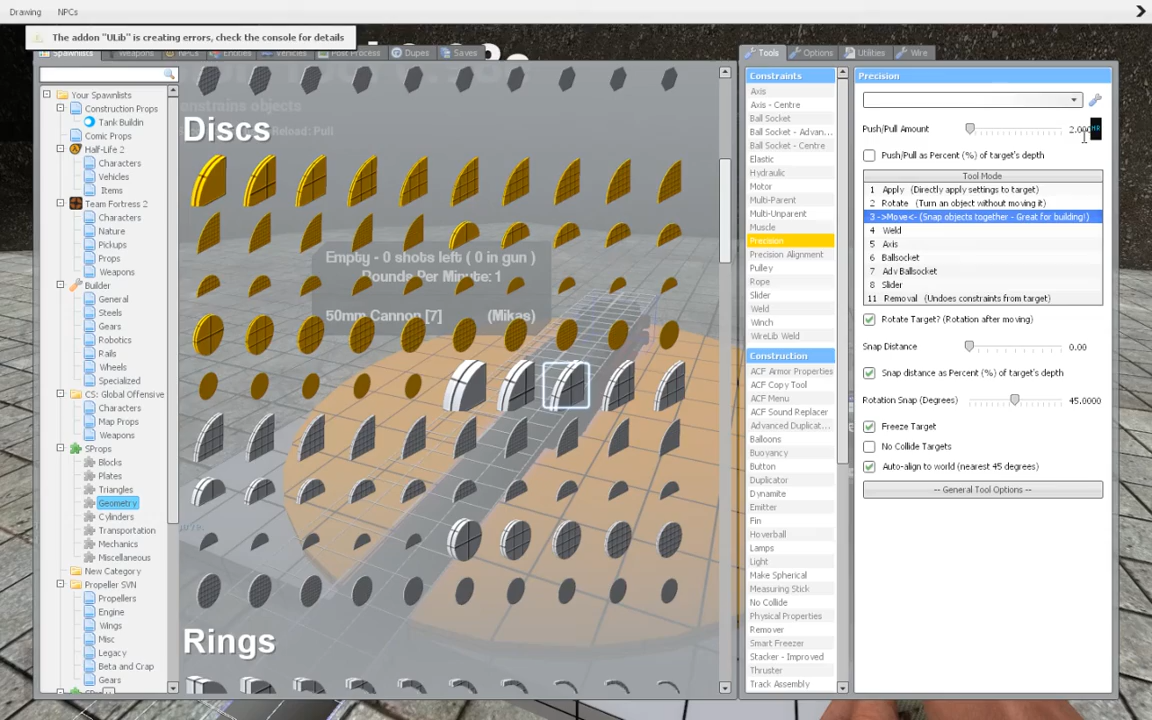 Drawing NPCs
The addon "ULib" is creating errors, check the console for details
Spawnlists Weapons NPCs Entities Vehicles Post Process Dupes Saves
Your Spawnlists
Construction Props
Tank Buildin
Comic Props
Half-Life 2
Characters
Vehicles
Items
Team Fortress 2
Characters
Nature
Pickups
Props
Weapons
Builder
General
Steels
Gears
Robotics
Rails
Wheels
Specialized
CS: Global Offensive
Characters
Map Props
Weapons
SProps
Blocks
Plates
Triangles
Geometry
Cylinders
Transportation
Mechanics
Miscellaneous
New Category
Propeller SVN
Propellers
Engine
Wings
Misc
Legacy
Beta and Crap
Gears
Discs
Empty - 0 shots left ( 0 in gun )
Rounds Per Minute: 1
50mm Cannon [7] (Mikas)
Rings
Tools Options Utilities Wire
Constraints
Axis
Axis - Centre
Ball Socket
Ball Socket - Advan...
Ball Socket - Centre
Elastic
Hydraulic
Motor
Multi-Parent
Multi-Unparent
Muscle
Precision
Precision Alignment
Pulley
Rope
Slider
Weld
Winch
WireLib Weld
Construction
ACF Armor Properties
ACF Copy Tool
ACF Menu
ACF Sound Replacer
Advanced Duplicat...
Balloons
Buoyancy
Button
Duplicator
Dynamite
Emitter
Fin
Hoverball
Lamps
Light
Make Spherical
Measuring Stick
No Collide
Physical Properties
Remover
Smart Freezer
Stacker - Improved
Thruster
Track Assembly
Precision
Push/Pull Amount 2.000
Push/Pull as Percent (%) of target's depth
Tool Mode
1 Apply (Directly apply settings to target)
2 Rotate (Turn an object without moving it)
3 ->Move<- (Snap objects together - Great for building!)
4 Weld
5 Axis
6 Ballsocket
7 Adv Ballsocket
8 Slider
11 Removal (Undoes constraints from target)
Rotate Target? (Rotation after moving)
Snap Distance 0.00
Snap distance as Percent (%) of target's depth
Rotation Snap (Degrees) 45.0000
Freeze Target
No Collide Targets
Auto-align to world (nearest 45 degrees)
-- General Tool Options --